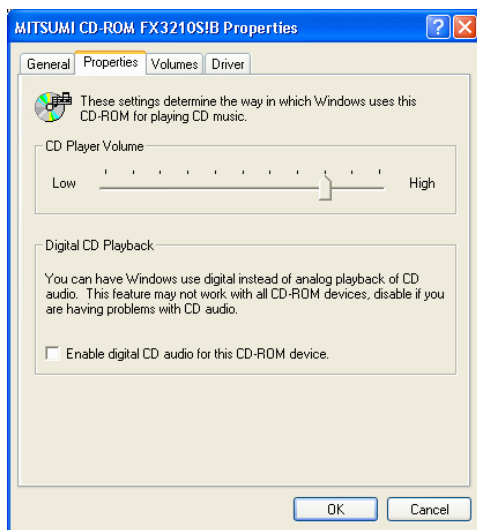 MITSUMI CD-ROM FX3210S!B Properties
General Properties Volumes Driver
These settings determine the way in which Windows uses this
CD-ROM for playing CD music.
CD Player Volume
Low High
Digital CD Playback
You can have Windows use digital instead of analog playback of CD
audio. This feature may not work with all CD-ROM devices, disable if you
are having problems with CD audio.
Enable digital CD audio for this CD-ROM device.
OK Cancel